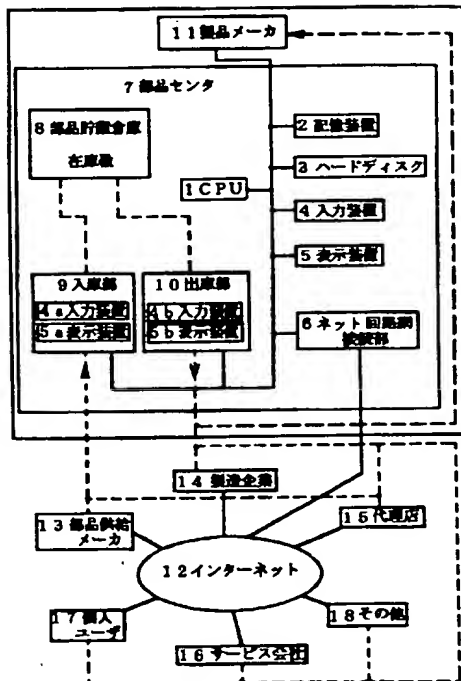 11製品メーカ
7部品センタ
8部品貯蔵倉庫
在庫数
2記憶装置
3ハードディスク
1CPU
4入力装置
5表示装置
9入庫部
4a入力装置
5a表示装置
10出庫部
4b入力装置
5b表示装置
6ネット回路網
接続部
14製造企業
13部品供給
メーカ
15代理店
12インターネット
17個人
ユーザ
18その他
16サービス会社